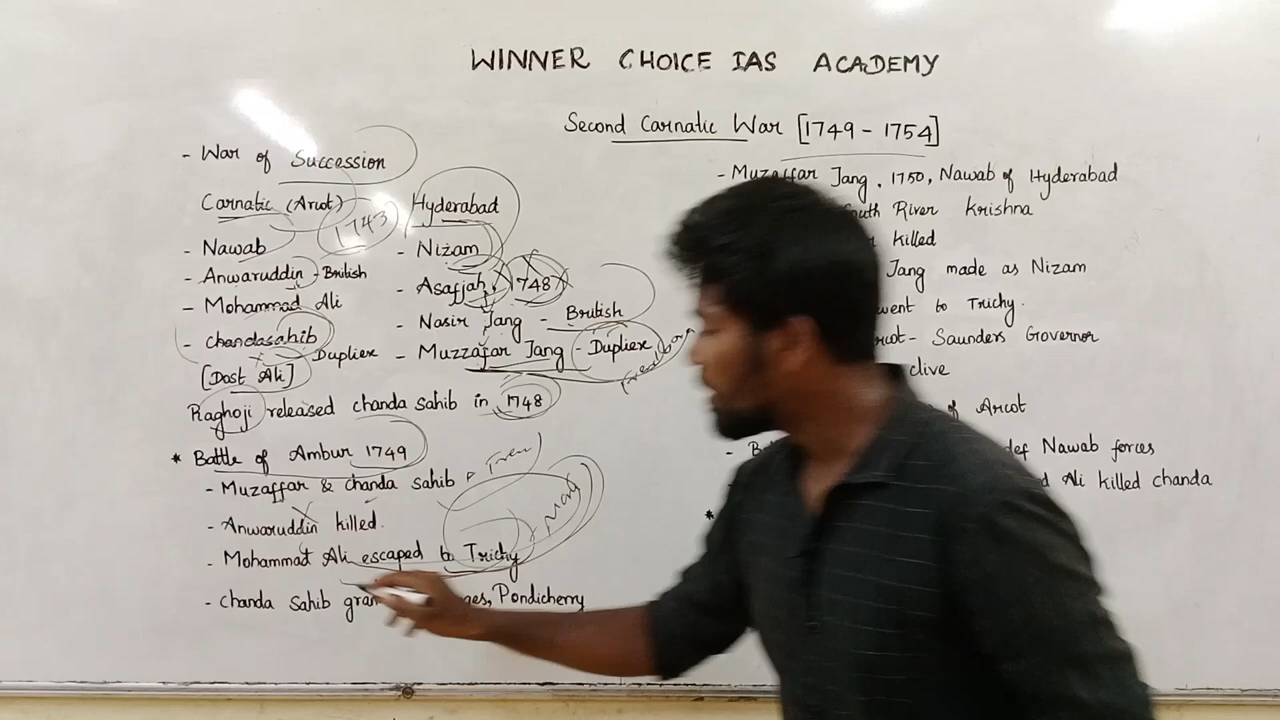 WINNER CHOICE IAS ACADEMY
Second Carnatic War [1749 - 1754]
- War of Succession
Carnatic (Arcot)
1743
- Nawab
- Anwaruddin - British
- Mohammad Ali
- Chandasahib
Dupliex
[Dost Ali]
Hyderabad
- Nizam
- Asafjah, 1748
- Nasir Jang - British
- Muzzafar Jang - Dupliex
Raghoji released chanda sahib in 1748
* Battle of Ambur 1749
- Muzaffar & chanda sahib
- Anwaruddin killed.
- Mohammad Ali escaped to Trichy
- Chanda Sahib
Pondicherry
- Muzaffar Jang, 1750, Nawab of Hyderabad
River Krishna
killed
Jang made as Nizam
went to Trichy.
- Saunders Governor
clive
of Arcot
def Nawab forces
Ali killed chanda
*